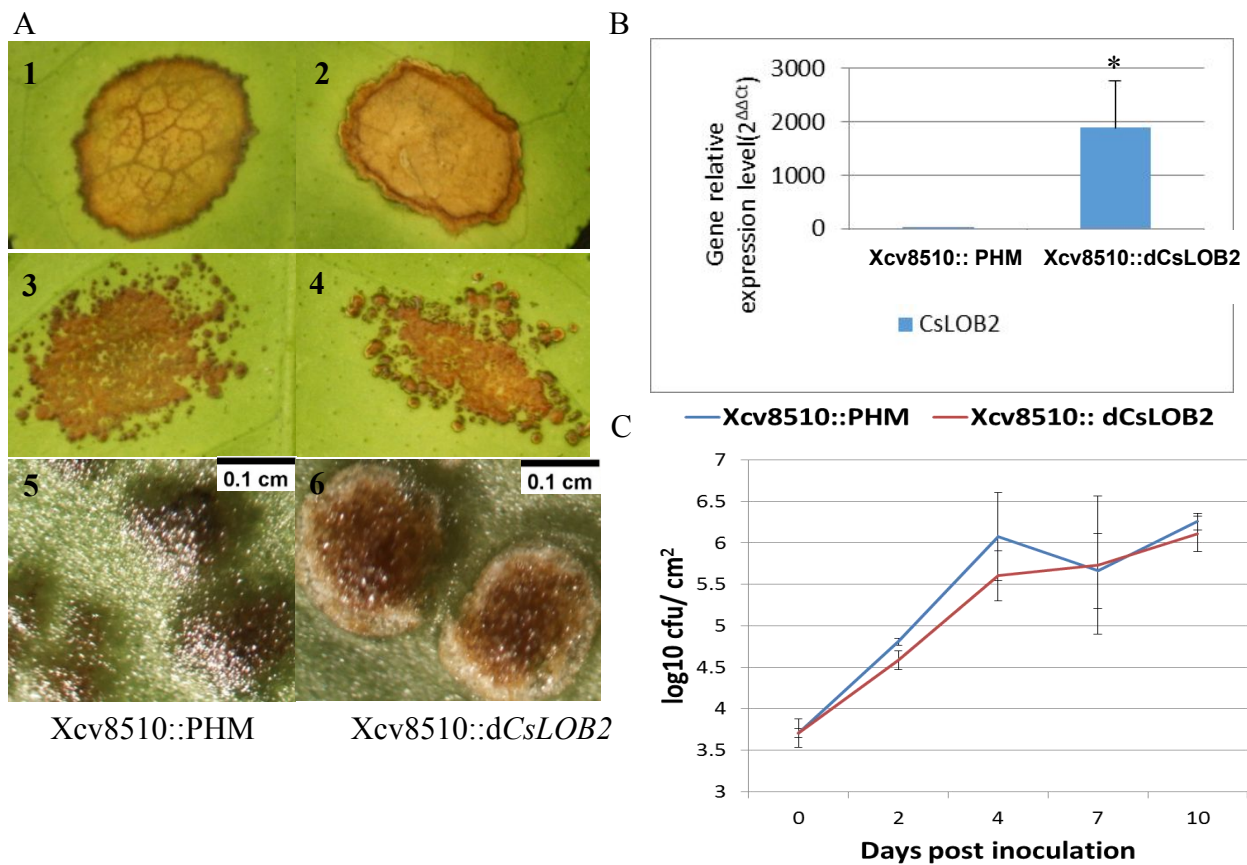 A
1
2
3
4
5
0.1 cm
6
0.1 cm
Xcv8510::PHM
Xcv8510::dCsLOB2
B
Gene relative
expression level(2^ΔΔCt)
3000
2000
1000
0
*
Xcv8510:: PHM
Xcv8510::dCsLOB2
CsLOB2
C
Xcv8510::PHM
Xcv8510:: dCsLOB2
log10 cfu/ cm²
7
6.5
6
5.5
5
4.5
4
3.5
3
0
2
4
7
10
Days post inoculation